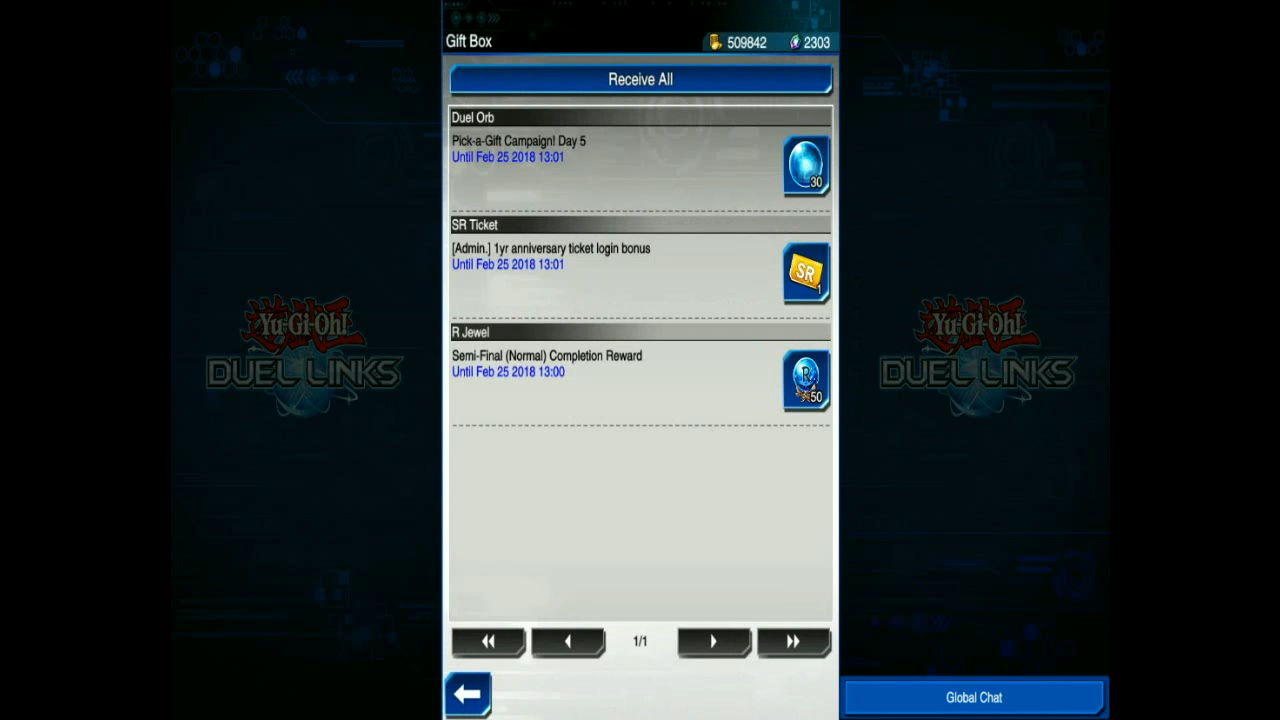 Gift Box
509842
2303
Receive All
Duel Orb
Pick-a-Gift Campaign! Day 5
Until Feb 25 2018 13:01
30
SR Ticket
[Admin.] 1yr anniversary ticket login bonus
Until Feb 25 2018 13:01
SR
1
R Jewel
Semi-Final (Normal) Completion Reward
Until Feb 25 2018 13:00
R
50
Yu-Gi-Oh!
DUEL LINKS
Yu-Gi-Oh!
DUEL LINKS
1/1
Global Chat